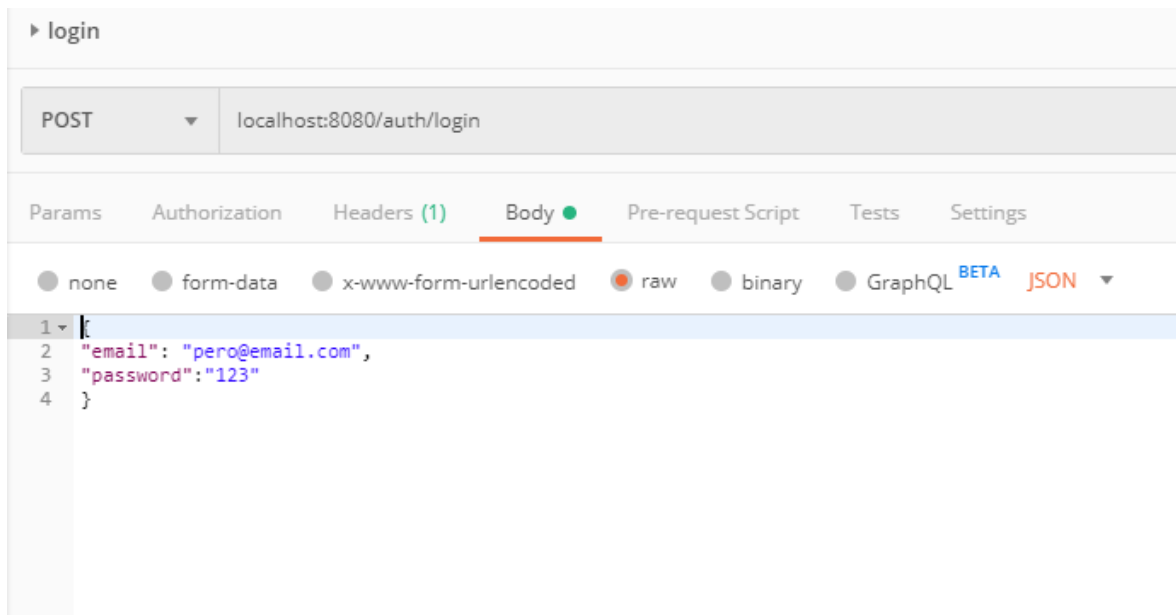 login
POST localhost:8080/auth/login
Params Authorization Headers (1) Body Pre-request Script Tests Settings
none form-data x-www-form-urlencoded raw binary GraphQL BETA JSON
1 {
2 "email": "pero@email.com",
3 "password":"123"
4 }